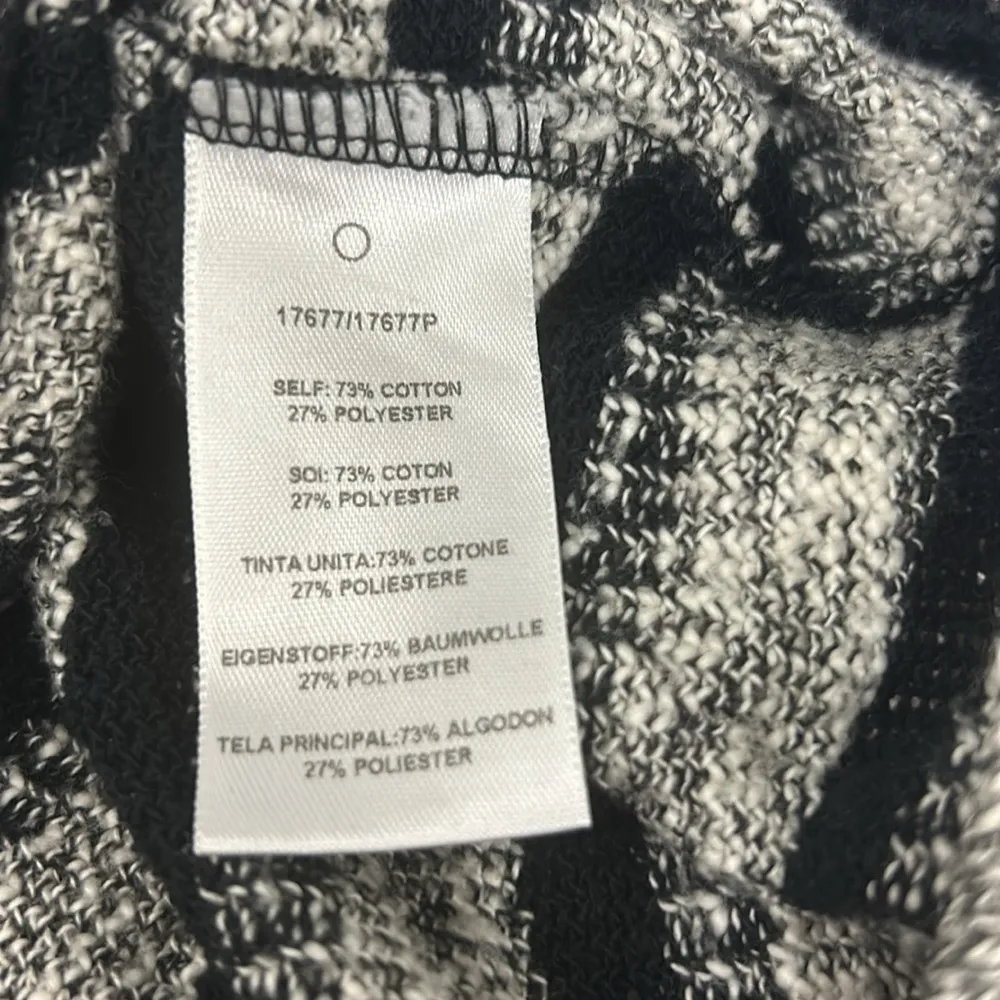 17677/17677P
SELF: 73% COTTON
27% POLYESTER
SOI: 73% COTON
27% POLYESTER
TINTA UNITA:73% COTONE
27% POLIESTERE
EIGENSTOFF:73% BAUMWOLLE
27% POLYESTER
TELA PRINCIPAL:73% ALGODON
27% POLIESTER